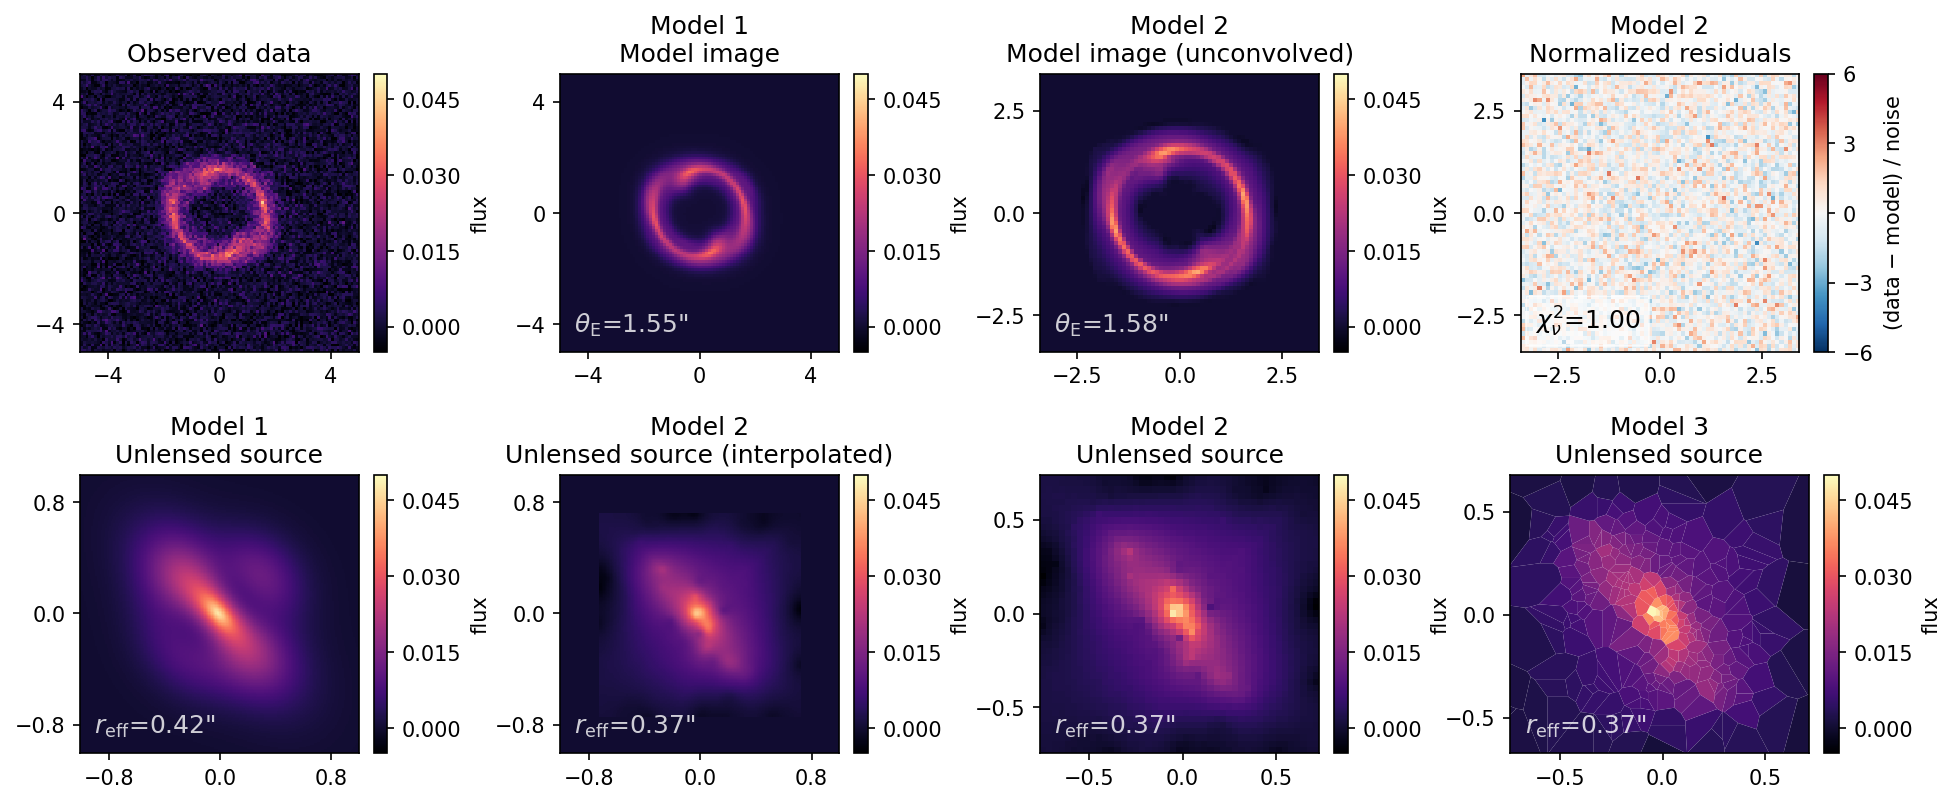 Observed data
4
0
−4
−4
0
4
0.045
0.030
0.015
0.000
flux
Model 1
Model image
4
0
−4
−4
0
4
θE=1.55"
0.045
0.030
0.015
0.000
flux
Model 2
Model image (unconvolved)
2.5
0.0
−2.5
−2.5
0.0
2.5
θE=1.58"
0.045
0.030
0.015
0.000
flux
Model 2
Normalized residuals
2.5
0.0
−2.5
−2.5
0.0
2.5
χ²ν=1.00
6
3
0
−3
−6
(data − model) / noise
Model 1
Unlensed source
0.8
0.0
−0.8
−0.8
0.0
0.8
reff=0.42"
0.045
0.030
0.015
0.000
flux
Model 2
Unlensed source (interpolated)
0.8
0.0
−0.8
−0.8
0.0
0.8
reff=0.37"
0.045
0.030
0.015
0.000
flux
Model 2
Unlensed source
0.5
0.0
−0.5
−0.5
0.0
0.5
reff=0.37"
0.045
0.030
0.015
0.000
flux
Model 3
Unlensed source
0.5
0.0
−0.5
−0.5
0.0
0.5
reff=0.37"
0.045
0.030
0.015
0.000
flux